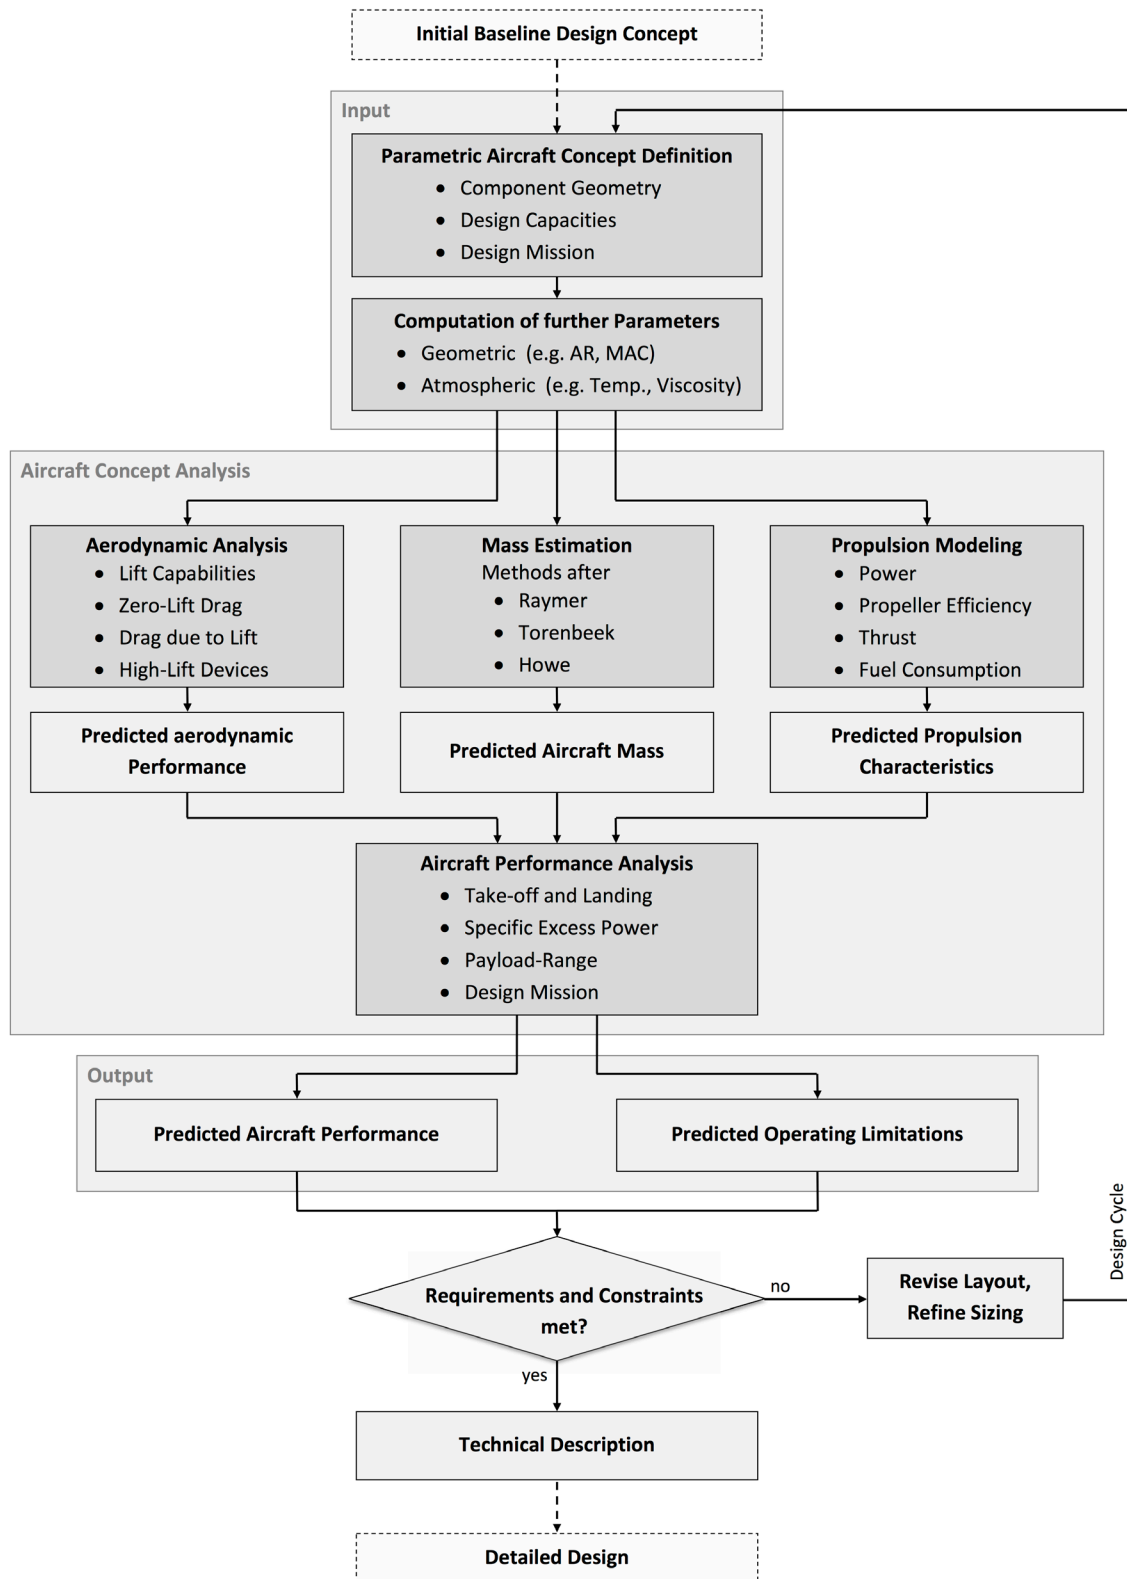 Initial Baseline Design Concept
Input
Parametric Aircraft Concept Definition
• Component Geometry
• Design Capacities
• Design Mission
Computation of further Parameters
• Geometric (e.g. AR, MAC)
• Atmospheric (e.g. Temp., Viscosity)
Aircraft Concept Analysis
Aerodynamic Analysis
• Lift Capabilities
• Zero-Lift Drag
• Drag due to Lift
• High-Lift Devices
Mass Estimation
Methods after
• Raymer
• Torenbeek
• Howe
Propulsion Modeling
• Power
• Propeller Efficiency
• Thrust
• Fuel Consumption
Predicted aerodynamic
Performance
Predicted Aircraft Mass
Predicted Propulsion
Characteristics
Aircraft Performance Analysis
• Take-off and Landing
• Specific Excess Power
• Payload-Range
• Design Mission
Output
Predicted Aircraft Performance
Predicted Operating Limitations
Requirements and Constraints
met?
no
Revise Layout,
Refine Sizing
Design Cycle
yes
Technical Description
Detailed Design